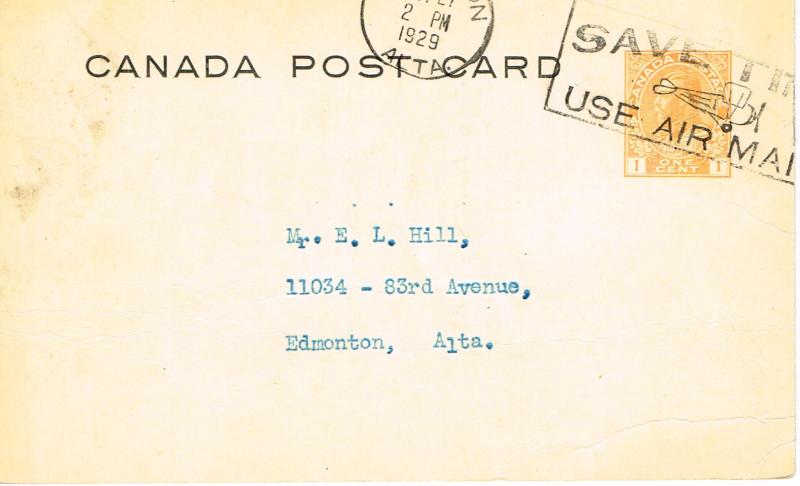 2 PM
1929
ALTA.
SAVE
USE AIR MAI
CANADA POST CARD
CANADA POSTAGE
1 ONE CENT 1
Mr. E. L. Hill,
11034 - 83rd Avenue,
Edmonton, Alta.